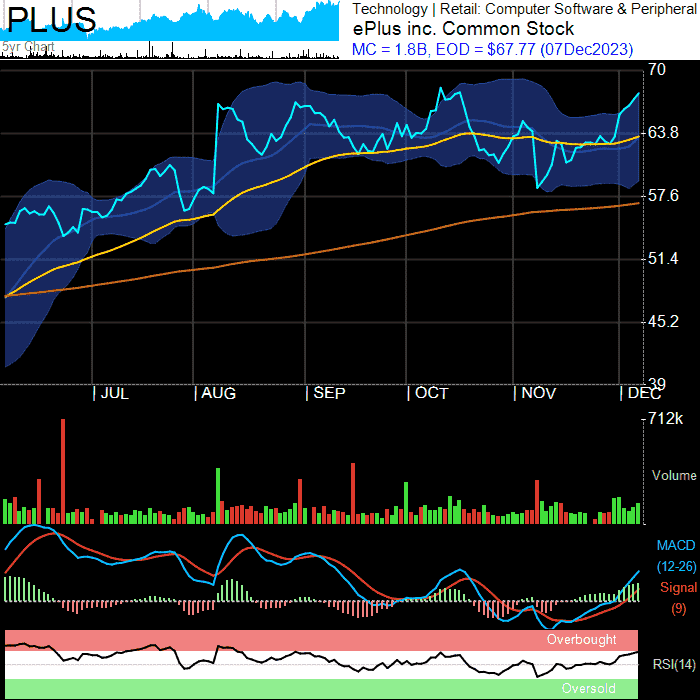 PLUS
5yr Chart
Technology | Retail: Computer Software & Peripheral
ePlus inc. Common Stock
MC = 1.8B, EOD = $67.77 (07Dec2023)
70
63.8
57.6
51.4
45.2
39
JUL
AUG
SEP
OCT
NOV
DEC
712k
Volume
MACD
(12-26)
Signal
(9)
Overbought
RSI(14)
Oversold